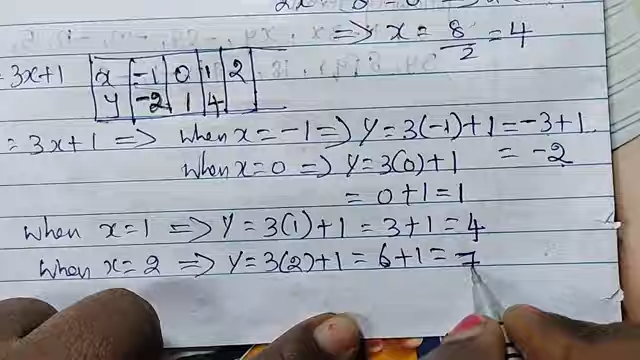 => x = 8/2 = 4
3x+1 | x | -1 | 0 | 1 | 2
y | -2 | 1 | 4
= 3x+1 => when x = -1 => y = 3(-1)+1 = -3+1
= -2
when x=0 => y=3(0)+1
= 0+1=1
when x=1 => y = 3(1)+1 = 3+1 = 4
when x=2 => y=3(2)+1 = 6+1 = 7